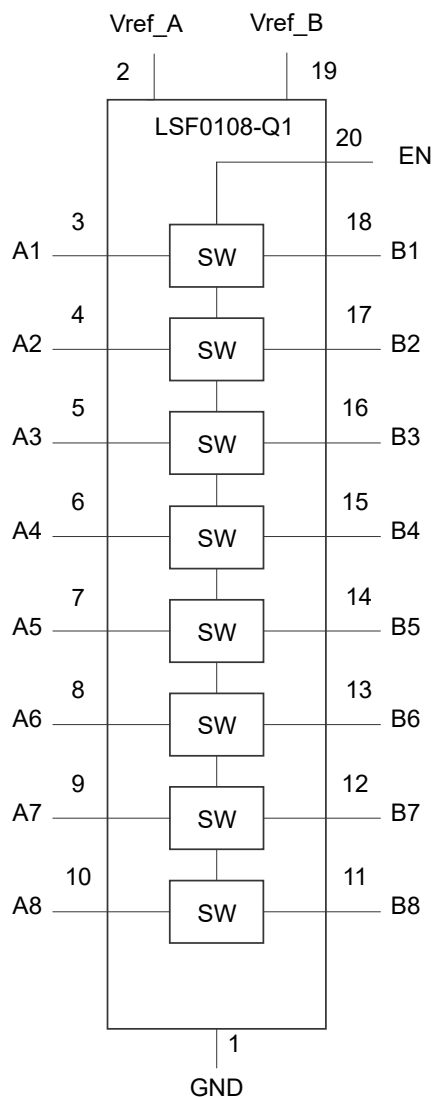 Vref_A Vref_B
2 19
LSF0108-Q1
20 EN
3 18
A1 SW B1
4 17
A2 SW B2
5 16
A3 SW B3
6 15
A4 SW B4
7 14
A5 SW B5
8 13
A6 SW B6
9 12
A7 SW B7
10 11
A8 SW B8
1
GND